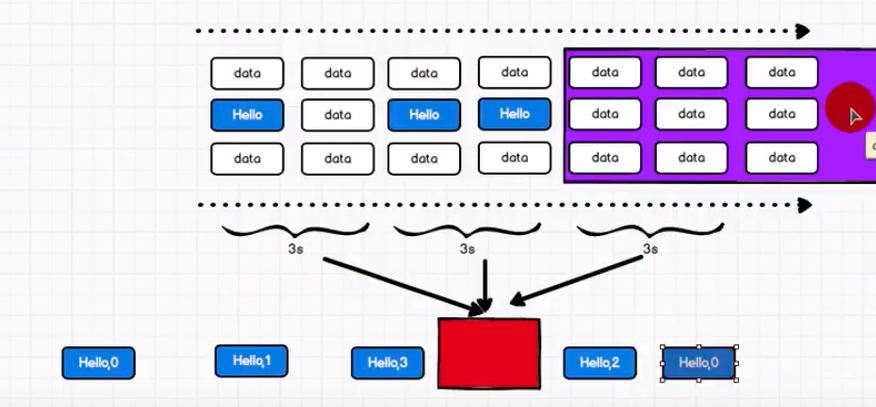 data data data data data data data
Hello data Hello Hello data data data
data data data data data data data
3s 3s 3s
Hello,0 Hello,1 Hello,3 Hello,2 Hello,0